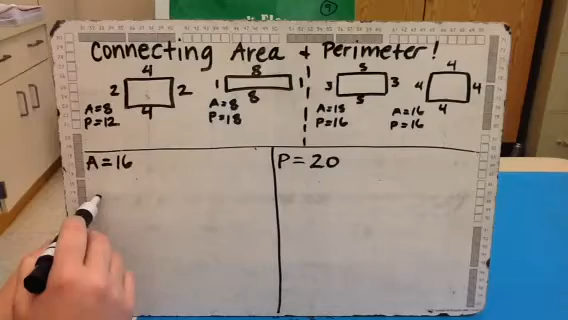 9
Connecting Area + Perimeter!
4
2 2
4
A=8
P=12
8
1 1
8
A=8
P=18
5
3 3
5
A=15
P=16
4
4 4
4
A=16
P=16
A=16
P=20